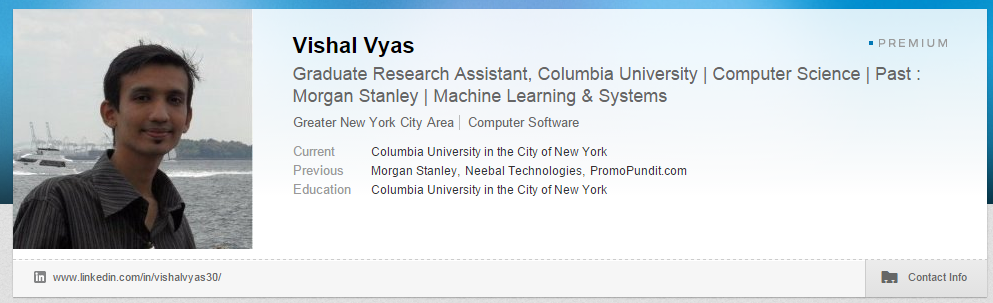 Vishal Vyas
PREMIUM
Graduate Research Assistant, Columbia University | Computer Science | Past :
Morgan Stanley | Machine Learning & Systems
Greater New York City Area | Computer Software
Current Columbia University in the City of New York
Previous Morgan Stanley, Neebal Technologies, PromoPundit.com
Education Columbia University in the City of New York
in www.linkedin.com/in/vishalvyas30/
Contact Info